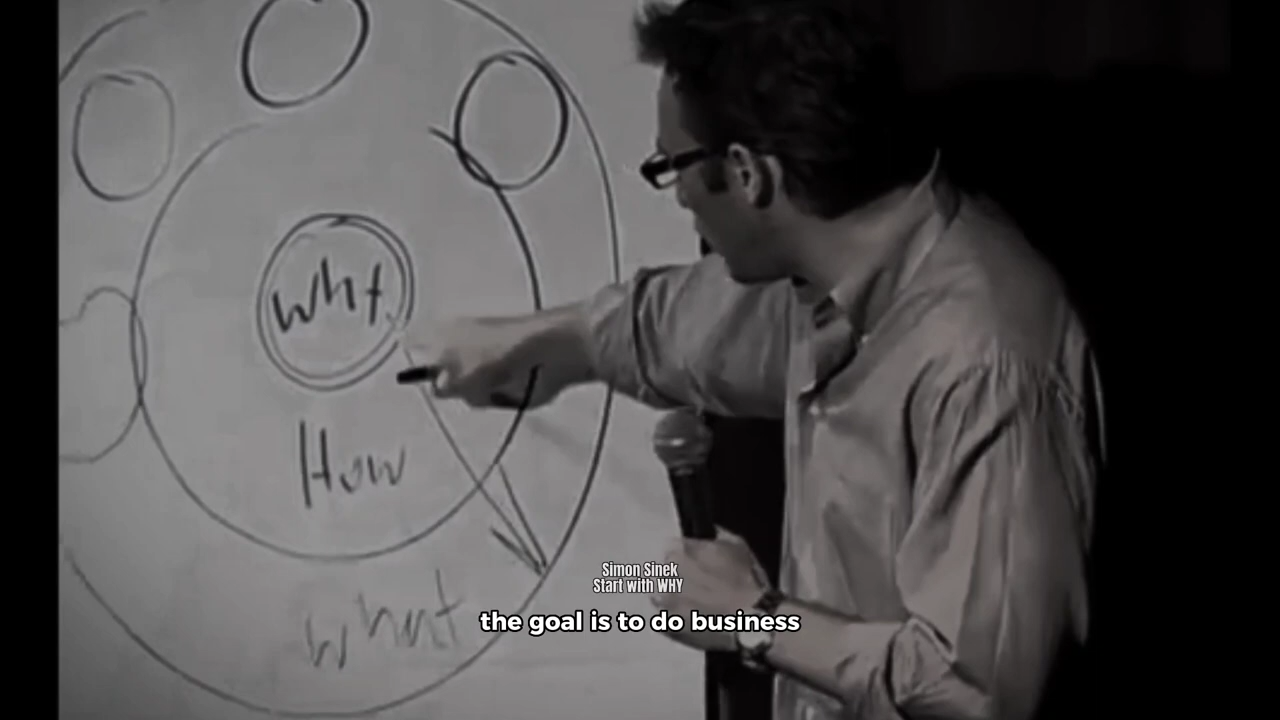 why
How
what
Simon Sinek
Start with WHY
the goal is to do business